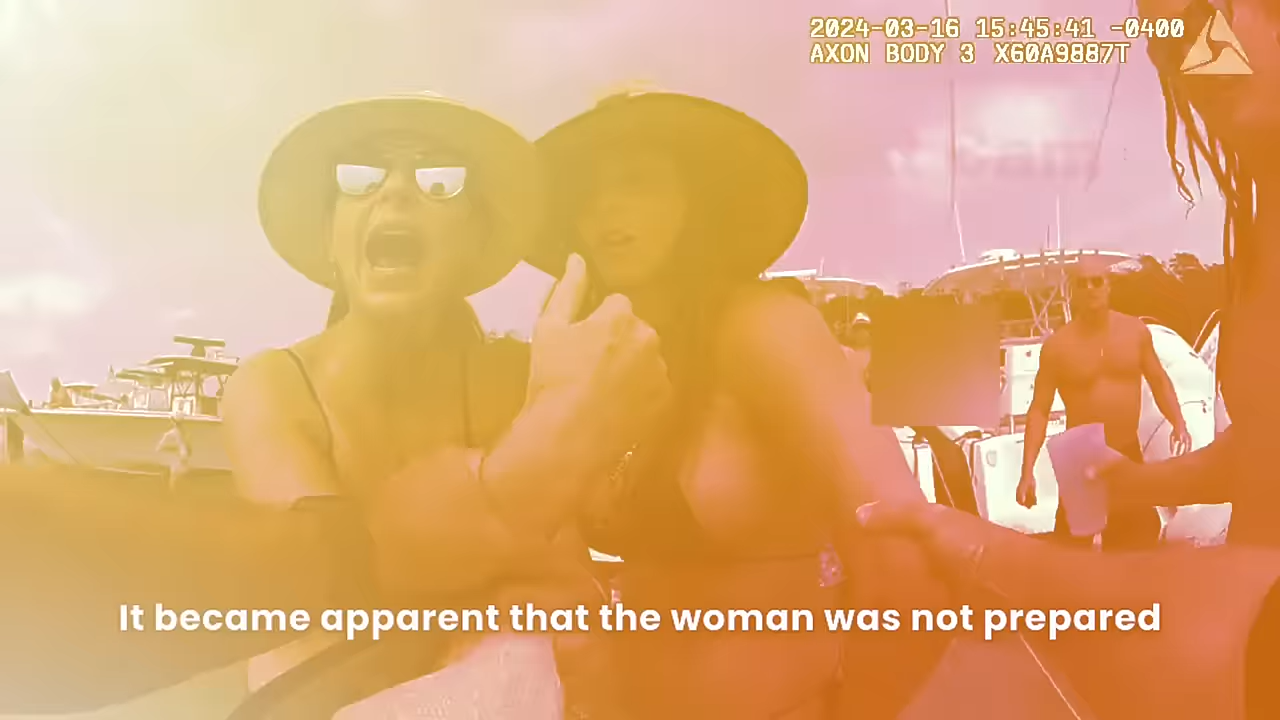 2024-03-16 15:45:41 -0400
AXON BODY 3 X60A9887T
It became apparent that the woman was not prepared